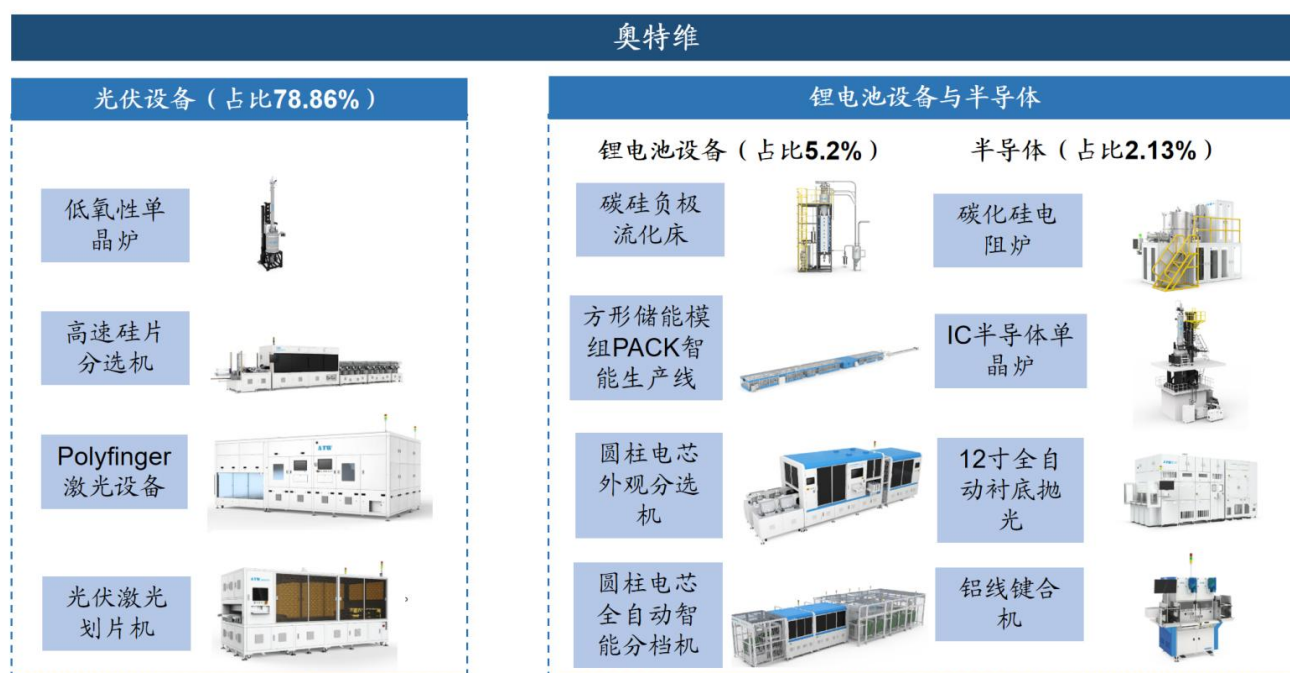 奥特维
光伏设备（占比78.86%）
低氧性单
晶炉
高速硅片
分选机
Polyfinger
激光设备
光伏激光
划片机
锂电池设备与半导体
锂电池设备（占比5.2%）
碳硅负极
流化床
方形储能模
组PACK智
能生产线
圆柱电芯
外观分选
机
圆柱电芯
全自动智
能分档机
半导体（占比2.13%）
碳化硅电
阻炉
IC半导体单
晶炉
12寸全自
动衬底抛
光
铝线键合
机